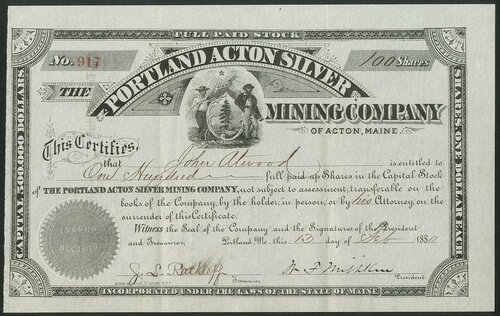 FULL PAID STOCK
No. 917
100 Shares
THE PORTLAND ACTON SILVER
MINING COMPANY
OF ACTON, MAINE.
CAPITAL 500,000 DOLLARS
SHARES, ONE DOLLAR EACH
This Certifies,
that John Atwood is entitled to
One Hundred full paid up Shares in the Capital Stock
OF THE PORTLAND ACTON SILVER MINING COMPANY, not subject to assessment, transferable on the
books of the Company, by the holder, in person, or by his Attorney, on the
surrender of this Certificate.
Witness the Seal of the Company and the Signatures of the President
and Treasurer, Portland Me this 13 day of Feb 1880
Treasurer
President
INCORPORATED UNDER THE LAWS OF THE STATE OF MAINE